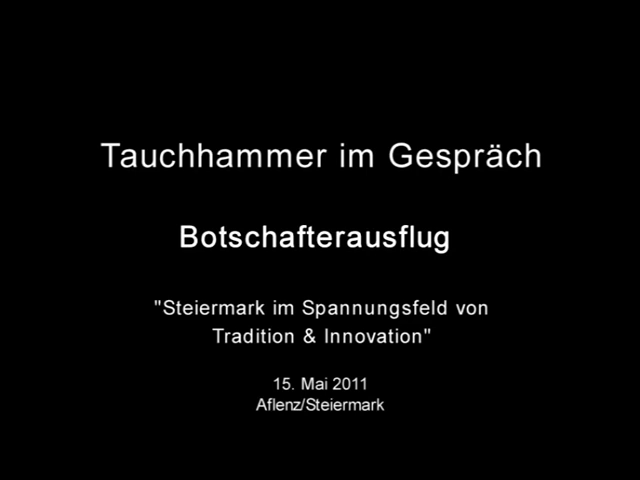 Tauchhammer im Gespräch
Botschafterausflug
"Steiermark im Spannungsfeld von
Tradition & Innovation"
15. Mai 2011
Aflenz/Steiermark